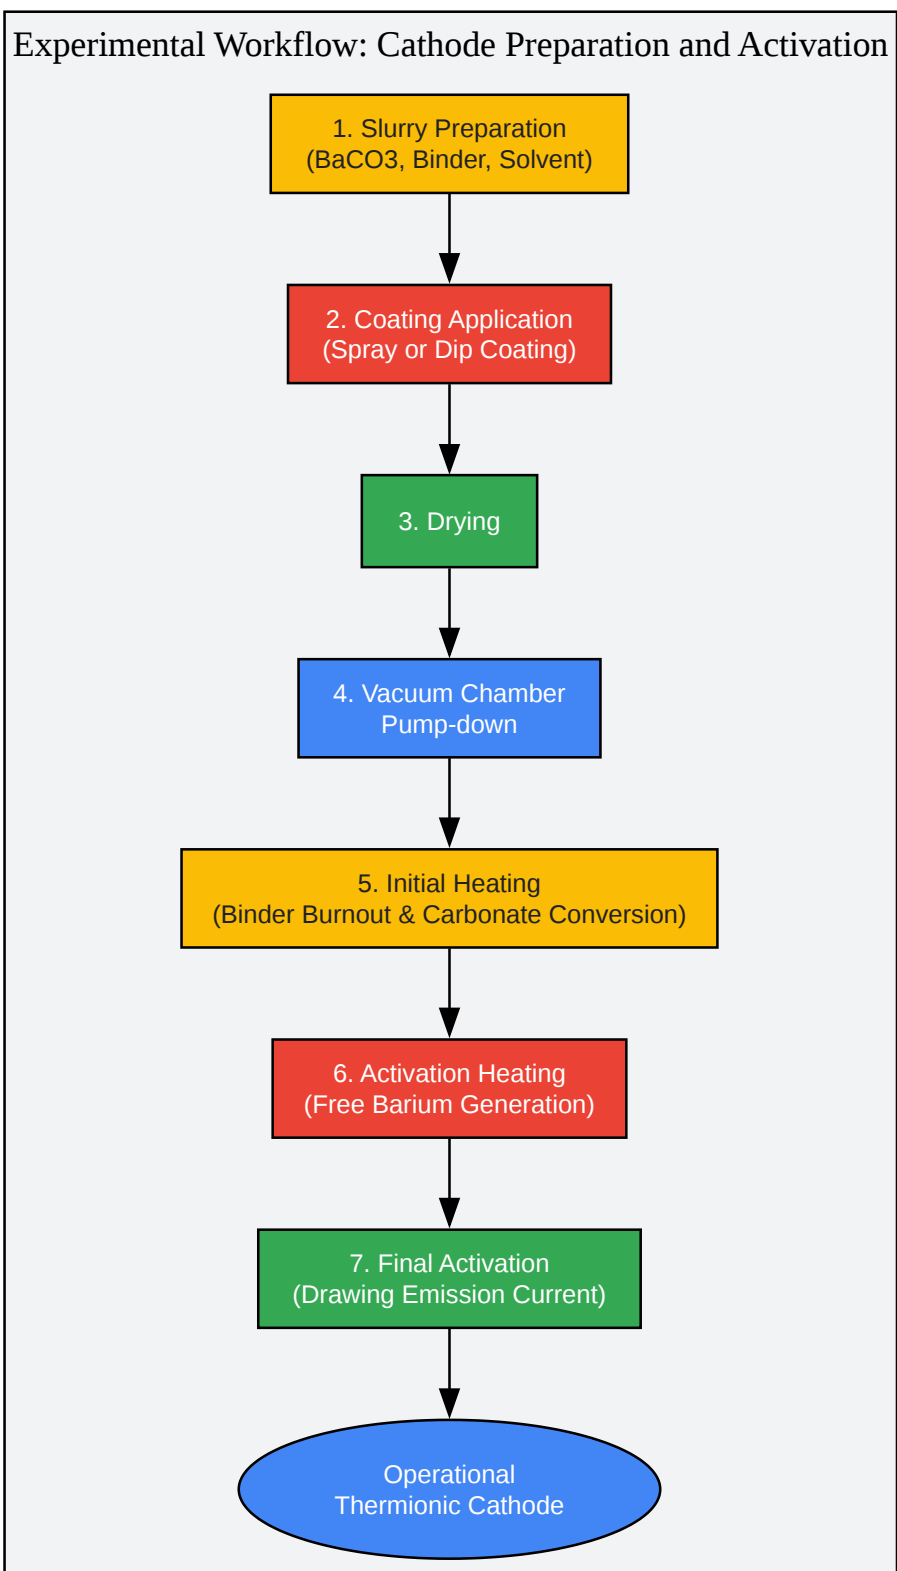 Experimental Workflow: Cathode Preparation and Activation
1. Slurry Preparation
(BaCO3, Binder, Solvent)
2. Coating Application
(Spray or Dip Coating)
3. Drying
4. Vacuum Chamber
Pump-down
5. Initial Heating
(Binder Burnout & Carbonate Conversion)
6. Activation Heating
(Free Barium Generation)
7. Final Activation
(Drawing Emission Current)
Operational
Thermionic Cathode